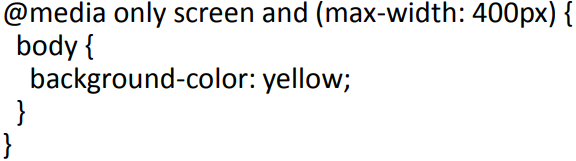 @media only screen and (max-width: 400px) {
  body {
    background-color: yellow;
  }
}